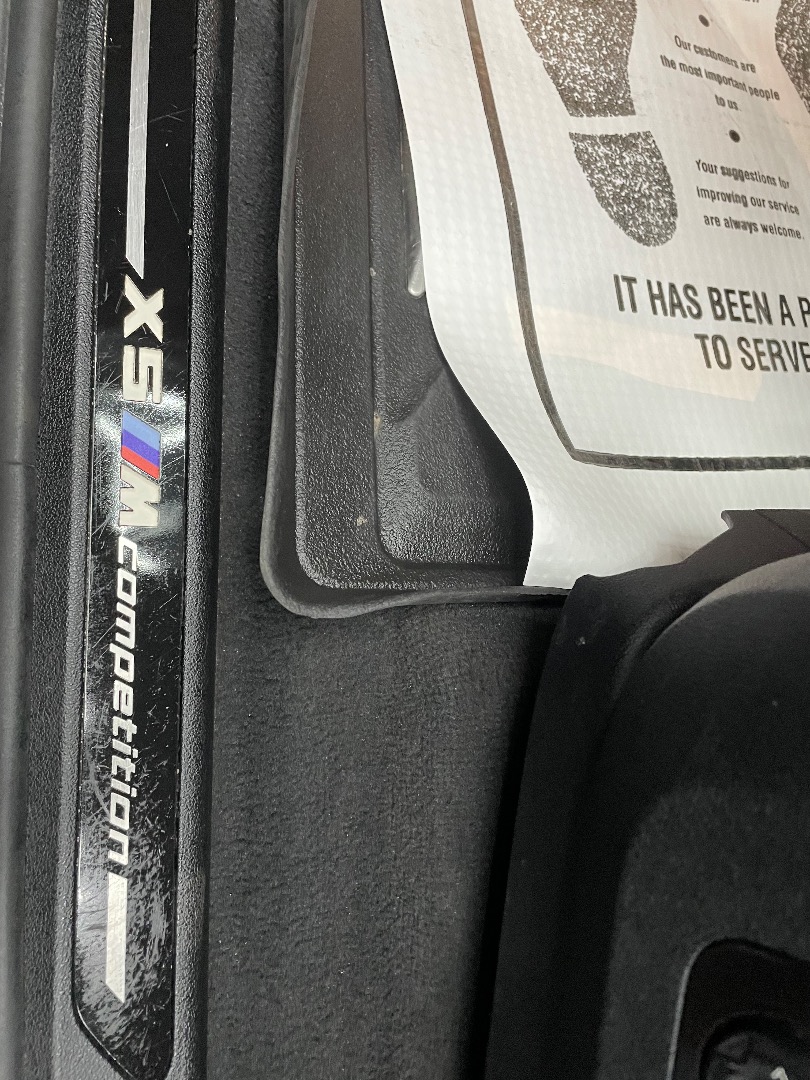 X5 M competition
Our customers are
the most important people
to us
Your suggestions for
improving our service
are always welcome.
IT HAS BEEN A
TO SERVE